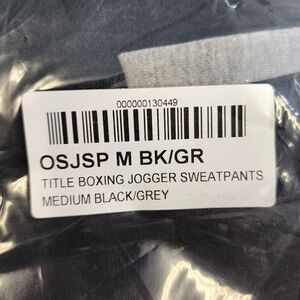 000000130449
OSJSP M BK/GR
TITLE BOXING JOGGER SWEATPANTS
MEDIUM BLACK/GREY